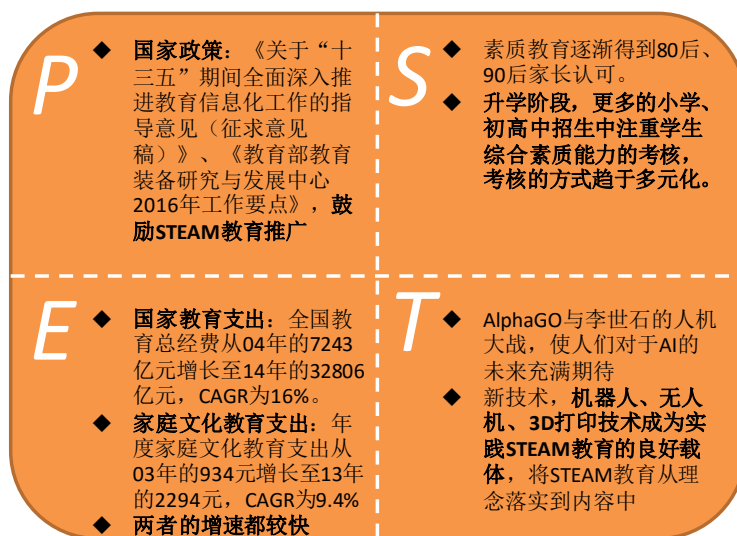 P
◆ 国家政策：《关于“十
三五”期间全面深入推
进教育信息化工作的指
导意见（征求意见
稿）》、《教育部教育
装备研究与发展中心
2016年工作要点》，鼓
励STEAM教育推广
S
◆ 素质教育逐渐得到80后、
90后家长认可。
◆ 升学阶段，更多的小学、
初高中招生中注重学生
综合素质能力的考核，
考核的方式趋于多元化。
E
◆ 国家教育支出：全国教
育总经费从04年的7243
亿元增长至14年的32806
亿元，CAGR为16%。
◆ 家庭文化教育支出：年
度家庭文化教育支出从
03年的934元增长至13年
的2294元，CAGR为9.4%
◆ 两者的增速都较快
T
◆ AlphaGO与李世石的人机
大战，使人们对于AI的
未来充满期待
◆ 新技术，机器人、无人
机、3D打印技术成为实
践STEAM教育的良好载
体，将STEAM教育从理
念落实到内容中